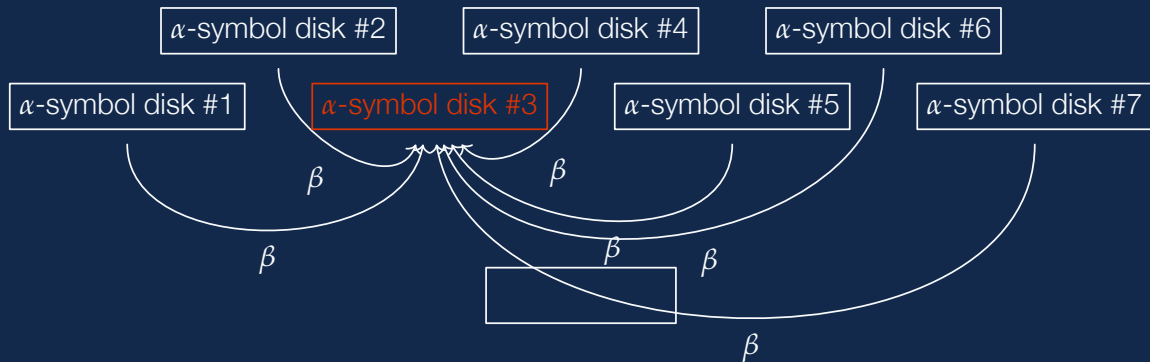 α-symbol disk #2 α-symbol disk #4 α-symbol disk #6
α-symbol disk #1 α-symbol disk #3 α-symbol disk #5 α-symbol disk #7
β β
β β β
β